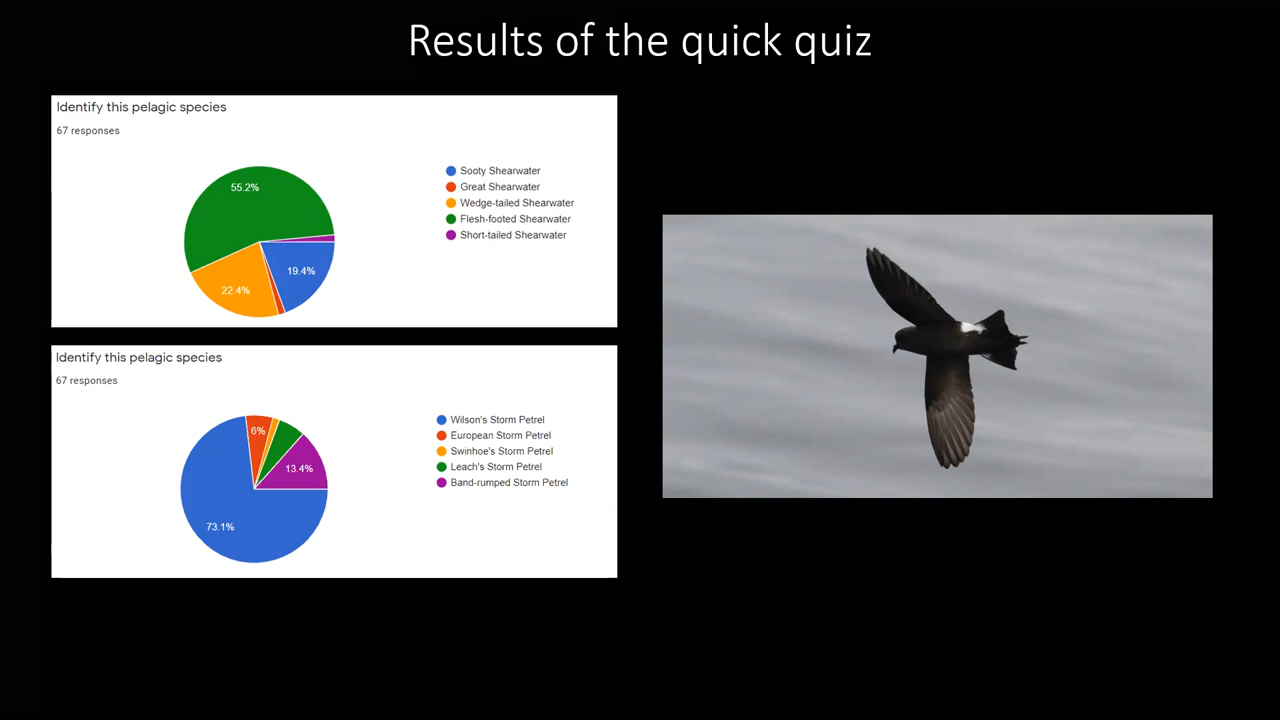 Results of the quick quiz
Identify this pelagic species
67 responses
55.2%
19.4%
22.4%
Sooty Shearwater
Great Shearwater
Wedge-tailed Shearwater
Flesh-footed Shearwater
Short-tailed Shearwater
Identify this pelagic species
67 responses
6%
13.4%
73.1%
Wilson's Storm Petrel
European Storm Petrel
Swinhoe's Storm Petrel
Leach's Storm Petrel
Band-rumped Storm Petrel